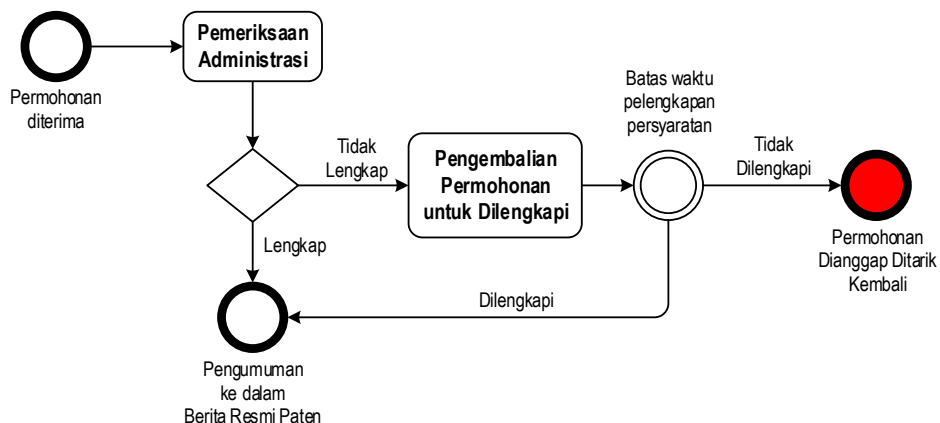 Permohonan
diterima
Pemeriksaan
Administrasi
Tidak
Lengkap
Pengembalian
Permohonan
untuk Dilengkapi
Batas waktu
pelengkapan
persyaratan
Tidak
Dilengkapi
Permohonan
Dianggap Ditarik
Kembali
Lengkap
Dilengkapi
Pengumuman
ke dalam
Berita Resmi Paten